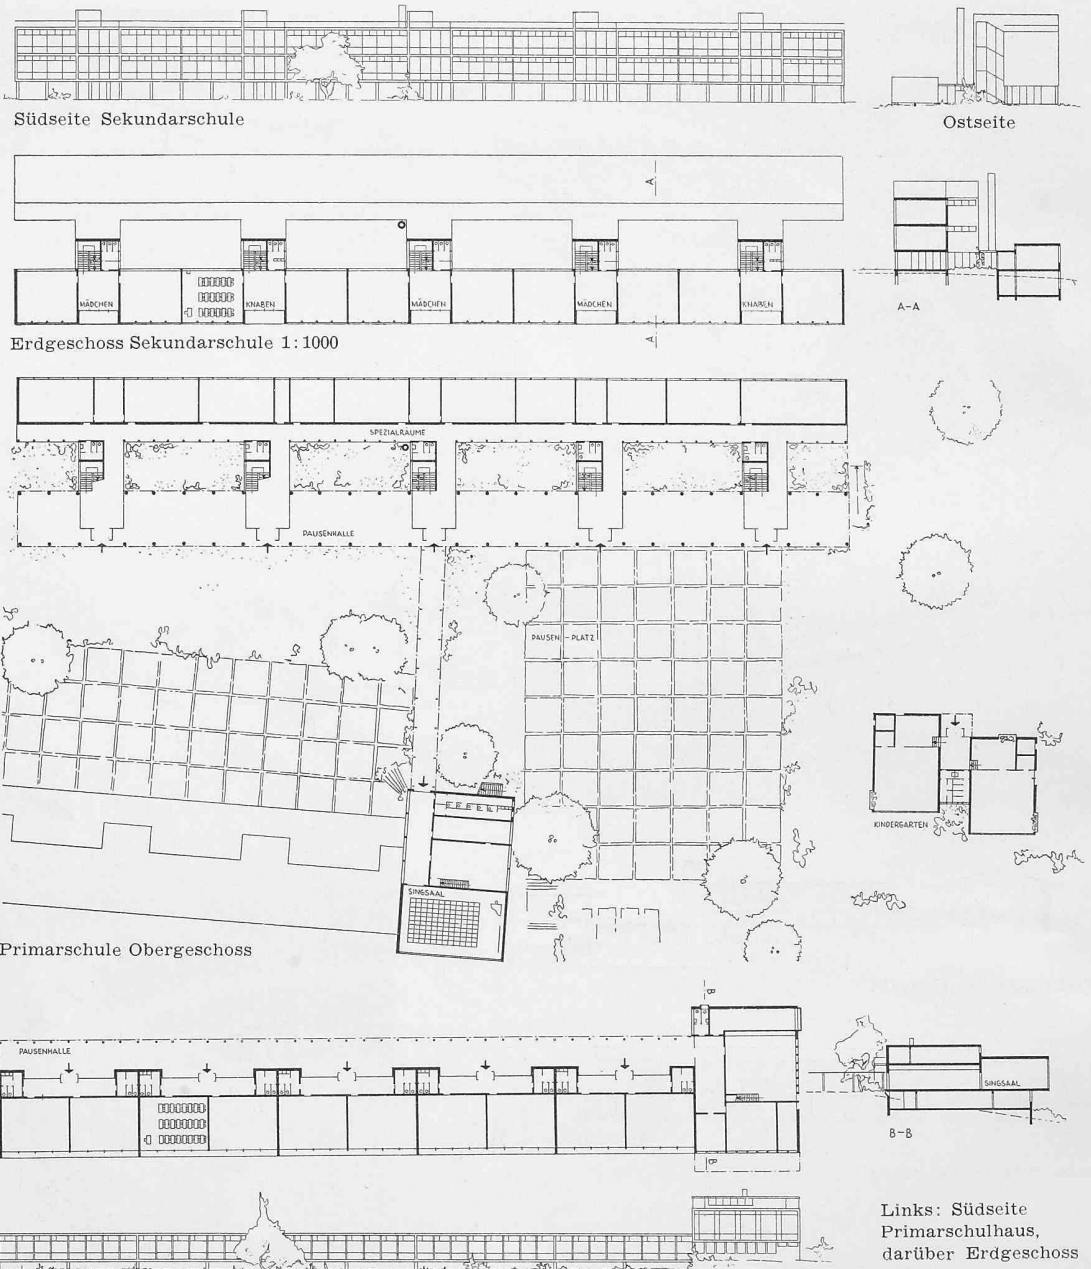 Südseite Sekundarschule
Ostseite
A
MÄDCHEN
KNABEN
MÄDCHEN
MÄDCHEN
KNABEN
A
A-A
Erdgeschoss Sekundarschule 1:1000
SPEZIALRÄUME
PAUSENHALLE
PAUSEN-PLATZ
KINDERGARTEN
SINGSAAL
Primarschule Obergeschoss
B
PAUSENHALLE
SINGSAAL
B-B
B
Links: Südseite
Primarschulhaus,
darüber Erdgeschoss